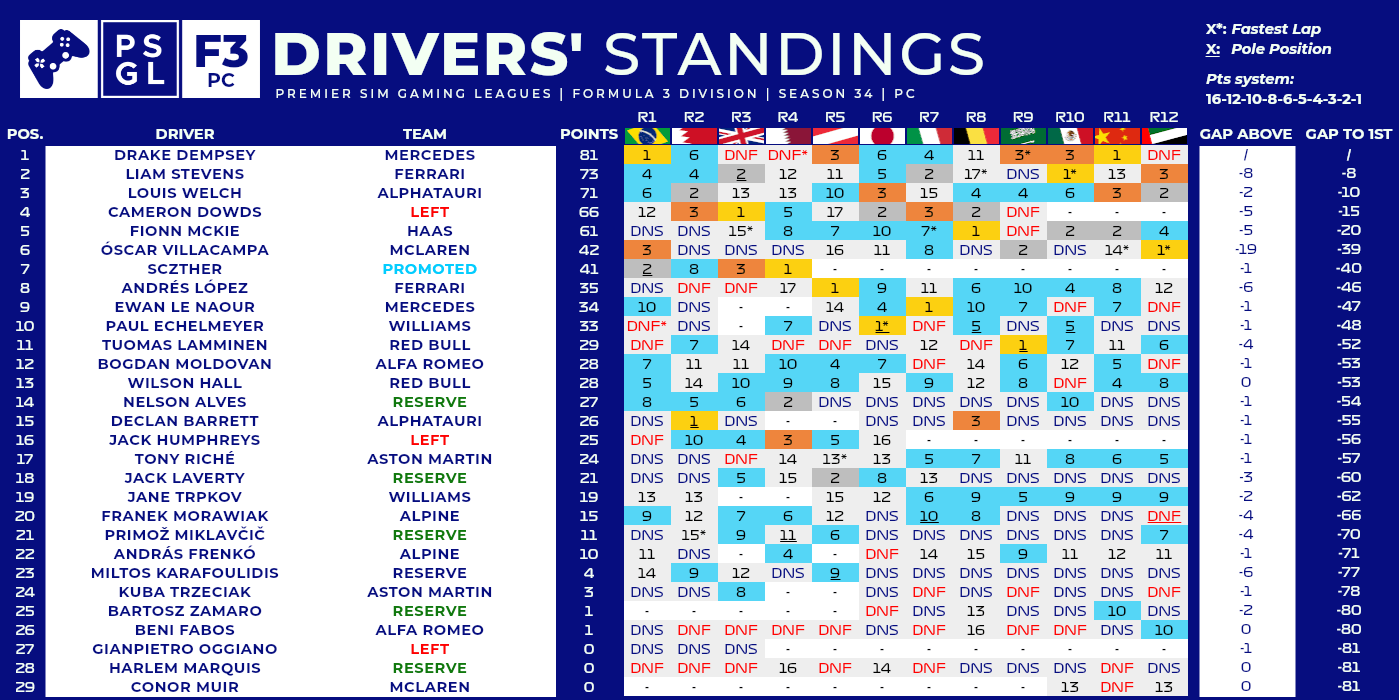 PS
GL
F3
PC
DRIVERS' STANDINGS
PREMIER SIM GAMING LEAGUES | FORMULA 3 DIVISION | SEASON 34 | PC
X*: Fastest Lap
X: Pole Position
Pts system:
16-12-10-8-6-5-4-3-2-1
R1 R2 R3 R4 R5 R6 R7 R8 R9 R10 R11 R12
POS. DRIVER TEAM POINTS GAP ABOVE GAP TO 1ST
1 DRAKE DEMPSEY MERCEDES 81 1 6 DNF DNF* 3 6 4 11 3* 3 1 DNF / /
2 LIAM STEVENS FERRARI 73 4 4 2 12 11 5 2 17* DNS 1* 13 3 -8 -8
3 LOUIS WELCH ALPHATAURI 71 6 2 13 13 10 3 15 4 4 6 3 2 -2 -10
4 CAMERON DOWDS LEFT 66 12 3 1 5 17 2 3 2 DNF - - - -5 -15
5 FIONN MCKIE HAAS 61 DNS DNS 15* 8 7 10 7* 1 DNF 2 2 4 -5 -20
6 ÓSCAR VILLACAMPA MCLAREN 42 3 DNS DNS DNS 16 11 8 DNS 2 DNS 14* 1* -19 -39
7 SCZTHER PROMOTED 41 2 8 3 1 - - - - - - - - -1 -40
8 ANDRÉS LÓPEZ FERRARI 35 DNS DNF DNF 17 1 9 11 6 10 4 8 12 -6 -46
9 EWAN LE NAOUR MERCEDES 34 10 DNS - - 14 4 1 10 7 DNF 7 DNF -1 -47
10 PAUL ECHELMEYER WILLIAMS 33 DNF* DNS - 7 DNS 1* DNF 5 DNS 5 DNS DNS -1 -48
11 TUOMAS LAMMINEN RED BULL 29 DNF 7 14 DNF DNF DNS 12 DNF 1 7 11 6 -4 -52
12 BOGDAN MOLDOVAN ALFA ROMEO 28 7 11 11 10 4 7 DNF 14 6 12 5 DNF -1 -53
13 WILSON HALL RED BULL 28 5 14 10 9 8 15 9 12 8 DNF 4 8 0 -53
14 NELSON ALVES RESERVE 27 8 5 6 2 DNS DNS DNS DNS DNS 10 DNS DNS -1 -54
15 DECLAN BARRETT ALPHATAURI 26 DNS 1 DNS - - DNS DNS 3 DNS DNS DNS DNS -1 -55
16 JACK HUMPHREYS LEFT 25 DNF 10 4 3 5 16 - - - - - - -1 -56
17 TONY RICHÉ ASTON MARTIN 24 DNS DNS DNF 14 13* 13 5 7 11 8 6 5 -1 -57
18 JACK LAVERTY RESERVE 21 DNS DNS 5 15 2 8 13 DNS DNS DNS DNS DNS -3 -60
19 JANE TRPKOV WILLIAMS 19 13 13 - - 15 12 6 9 5 9 9 9 -2 -62
20 FRANEK MORAWIAK ALPINE 15 9 12 7 6 12 DNS 10 8 DNS DNS DNS DNF -4 -66
21 PRIMOŽ MIKLAVČIČ RESERVE 11 DNS 15* 9 11 6 DNS DNS DNS DNS DNS DNS 7 -4 -70
22 ANDRÁS FRENKÓ ALPINE 10 11 DNS - 4 - DNF 14 15 9 11 12 11 -1 -71
23 MILTOS KARAFOULIDIS RESERVE 4 14 9 12 DNS 9 DNS DNS DNS DNS DNS DNS DNS -6 -77
24 KUBA TRZECIAK ASTON MARTIN 3 DNS DNS 8 - - DNS DNF DNS DNF DNS DNS DNF -1 -78
25 BARTOSZ ZAMARO RESERVE 1 - - - - - DNF DNS 13 DNS DNS 10 DNS -2 -80
26 BENI FABOS ALFA ROMEO 1 DNS DNF DNF DNF DNF DNS DNF 16 DNF DNF DNS 10 0 -80
27 GIANPIETRO OGGIANO LEFT 0 DNS DNS DNS - - - - - - - - - -1 -81
28 HARLEM MARQUIS RESERVE 0 DNF DNF DNF 16 DNF 14 DNF DNS DNS DNS DNF DNS 0 -81
29 CONOR MUIR MCLAREN 0 - - - - - - - - - 13 DNF 13 0 -81